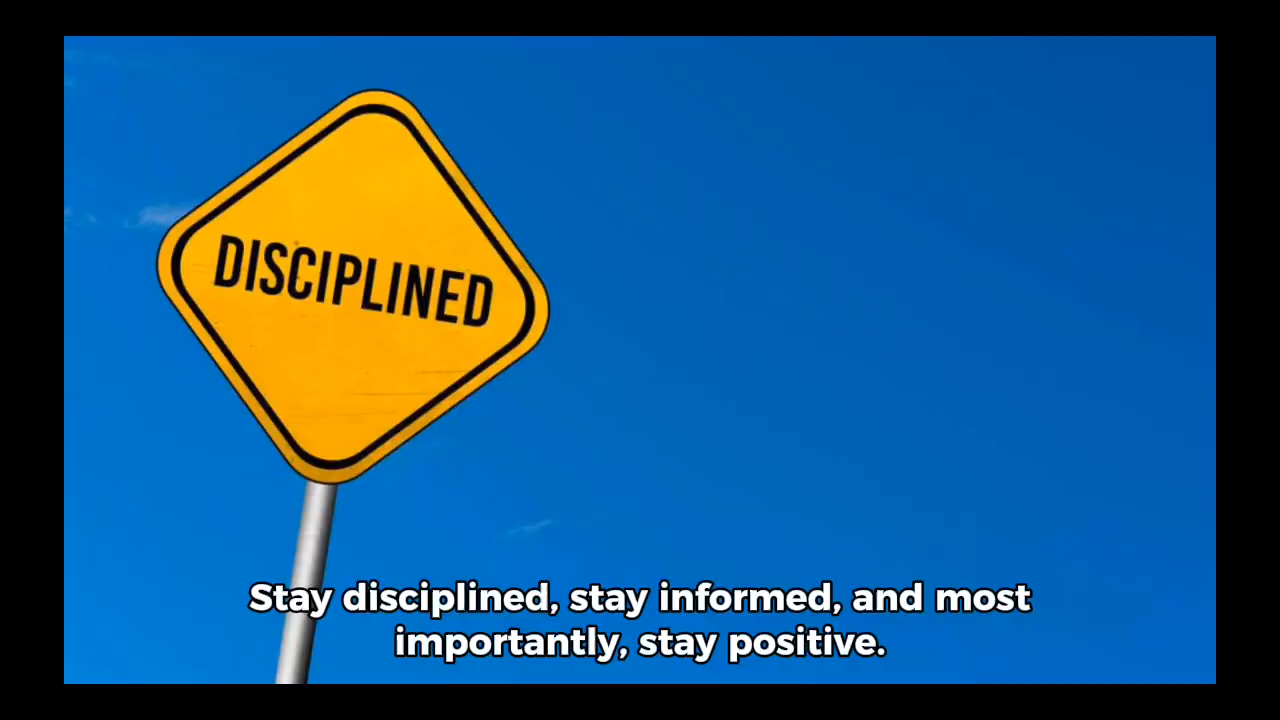 DISCIPLINED
Stay disciplined, stay informed, and most
importantly, stay positive.